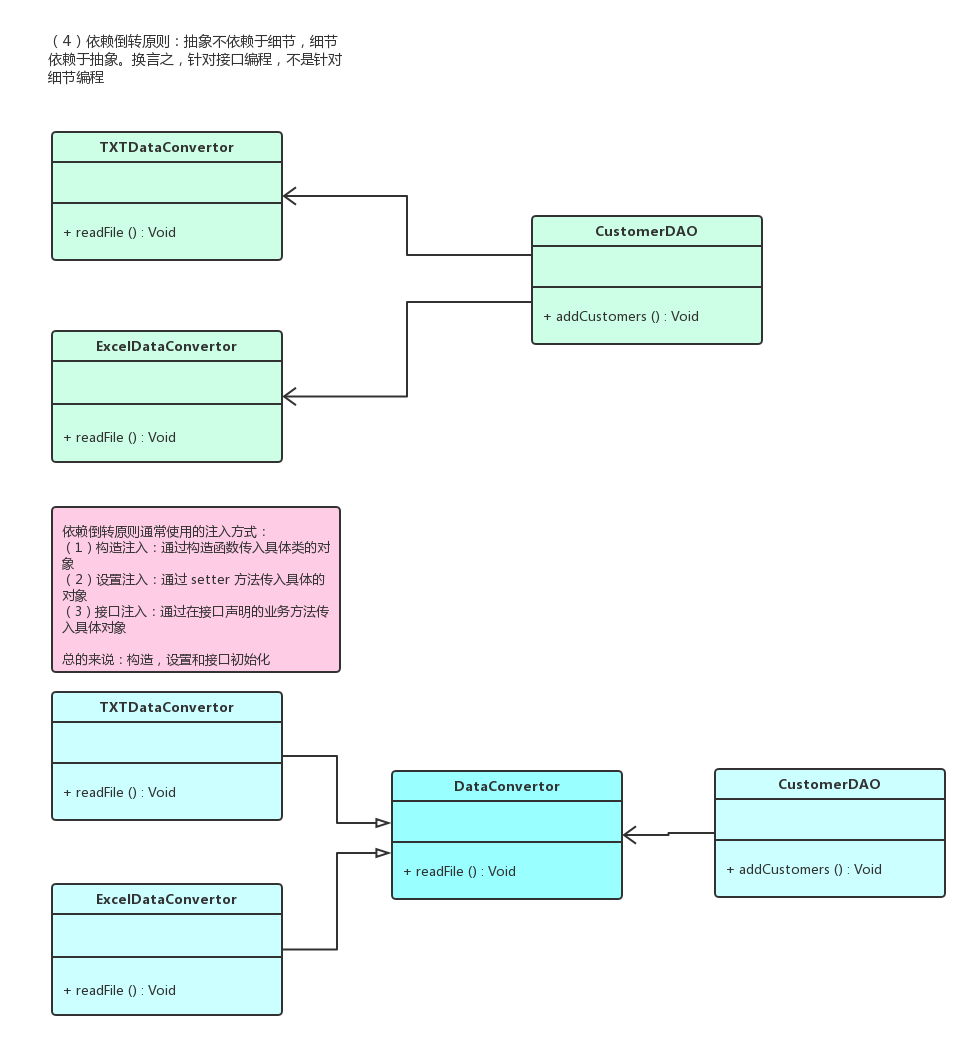 （4）依赖倒转原则：抽象不依赖于细节，细节
依赖于抽象。换言之，针对接口编程，不是针对
细节编程
TXTDataConvertor
+ readFile () : Void
CustomerDAO
+ addCustomers () : Void
ExcelDataConvertor
+ readFile () : Void
依赖倒转原则通常使用的注入方式：
（1）构造注入：通过构造函数传入具体类的对
象
（2）设置注入：通过 setter 方法传入具体的
对象
（3）接口注入：通过在接口声明的业务方法传
入具体对象
总的来说：构造，设置和接口初始化
TXTDataConvertor
+ readFile () : Void
DataConvertor
+ readFile () : Void
CustomerDAO
+ addCustomers () : Void
ExcelDataConvertor
+ readFile () : Void